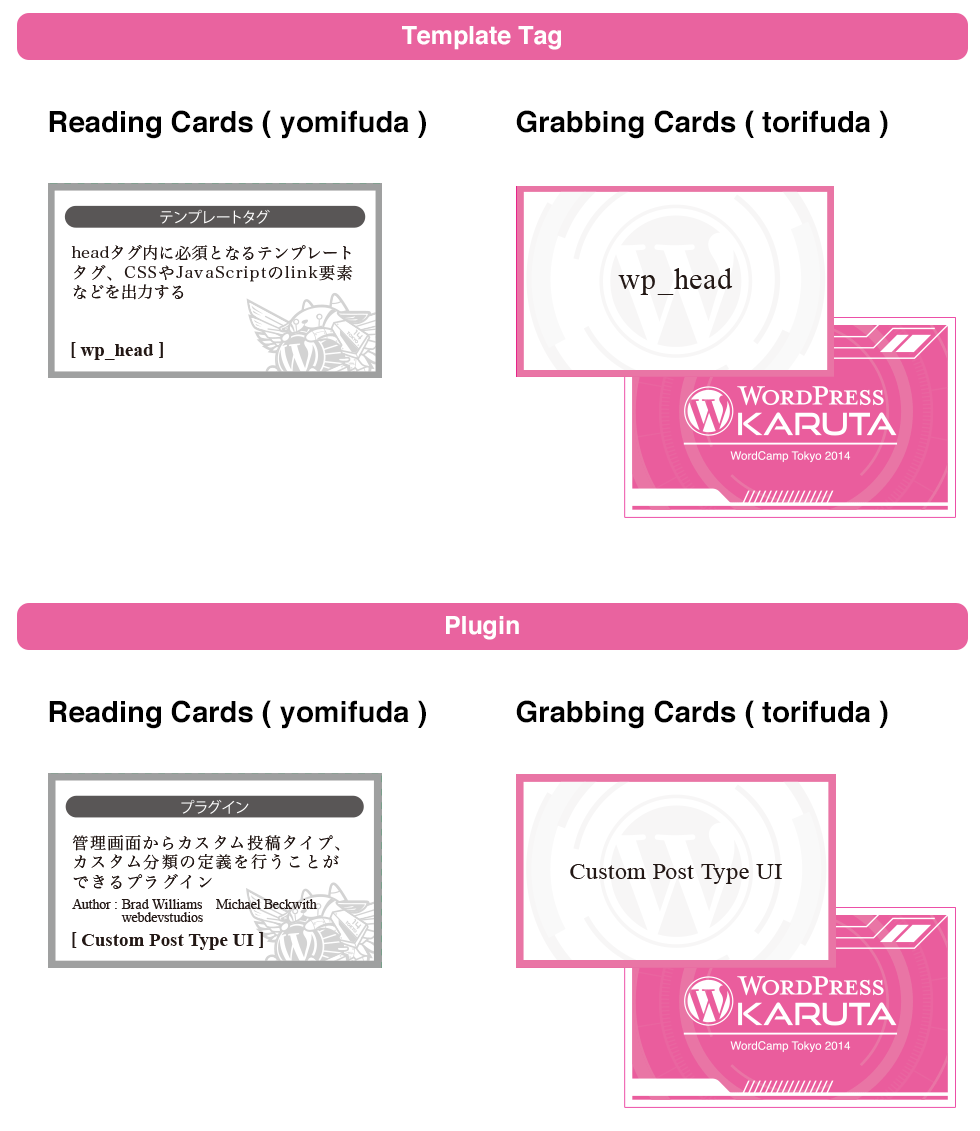 Template Tag
Reading Cards ( yomifuda )
Grabbing Cards ( torifuda )
テンプレートタグ
headタグ内に必須となるテンプレート
タグ、CSSやJavaScriptのlink要素
などを出力する
[ wp_head ]
wp_head
WORDPRESS
KARUTA
WordCamp Tokyo 2014
Plugin
Reading Cards ( yomifuda )
Grabbing Cards ( torifuda )
プラグイン
管理画面からカスタム投稿タイプ、
カスタム分類の定義を行うことが
できるプラグイン
Author : Brad Williams Michael Beckwith
webdevstudios
[ Custom Post Type UI ]
Custom Post Type UI
WORDPRESS
KARUTA
WordCamp Tokyo 2014